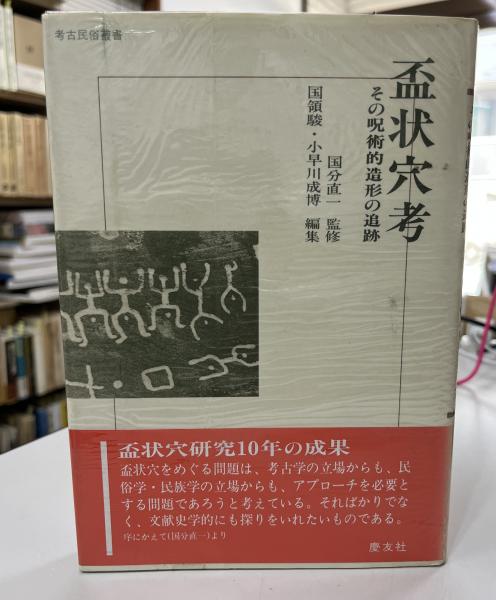 考古民俗叢書
盃状穴考
その呪術的造形の追跡
国分直一 監修
国領駿・小早川成博 編集
盃状穴研究10年の成果
盃状穴をめぐる問題は、考古学の立場からも、民
俗学・民族学の立場からも、アプローチを必要と
する問題であろうと考えている。そればかりでな
く、文献史学的にも探りをいれたいものである。
序にかえて(国分直一)より
慶友社